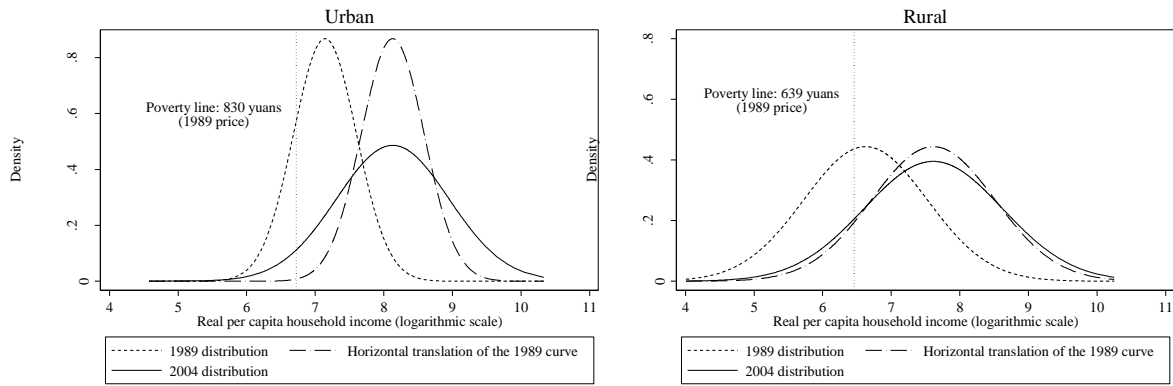 Urban
Density
0 .2 .4 .6 .8
Poverty line: 830 yuans
(1989 price)
4 5 6 7 8 9 10 11
Real per capita household income (logarithmic scale)
1989 distribution
Horizontal translation of the 1989 curve
2004 distribution
Rural
Density
0 .2 .4 .6 .8
Poverty line: 639 yuans
(1989 price)
4 5 6 7 8 9 10 11
Real per capita household income (logarithmic scale)
1989 distribution
Horizontal translation of the 1989 curve
2004 distribution